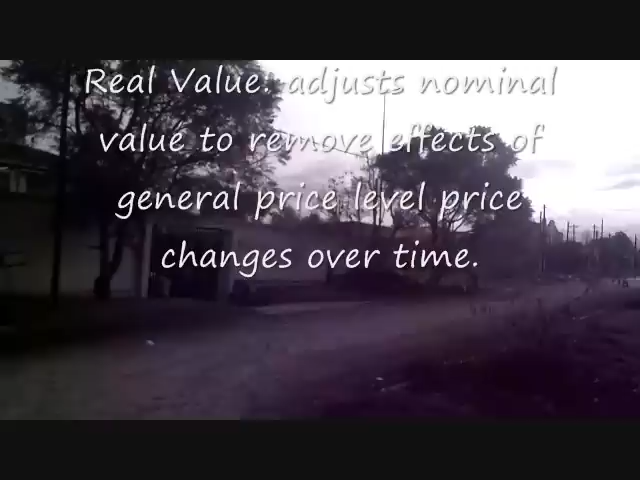 Real Value: adjusts nominal
value to remove effects of
general price level price
changes over time.